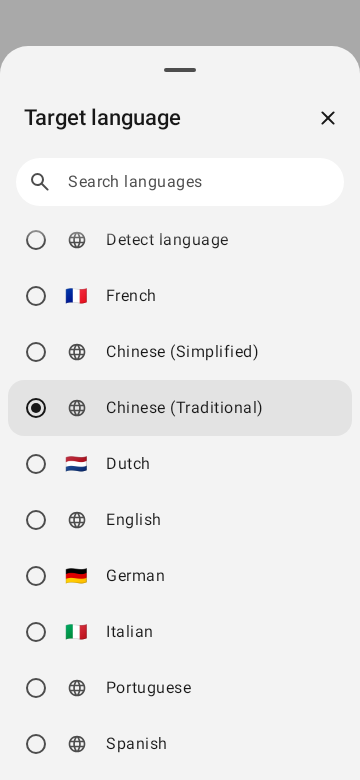 Target language
Search languages
Detect language
French
Chinese (Simplified)
Chinese (Traditional)
Dutch
English
German
Italian
Portuguese
Spanish